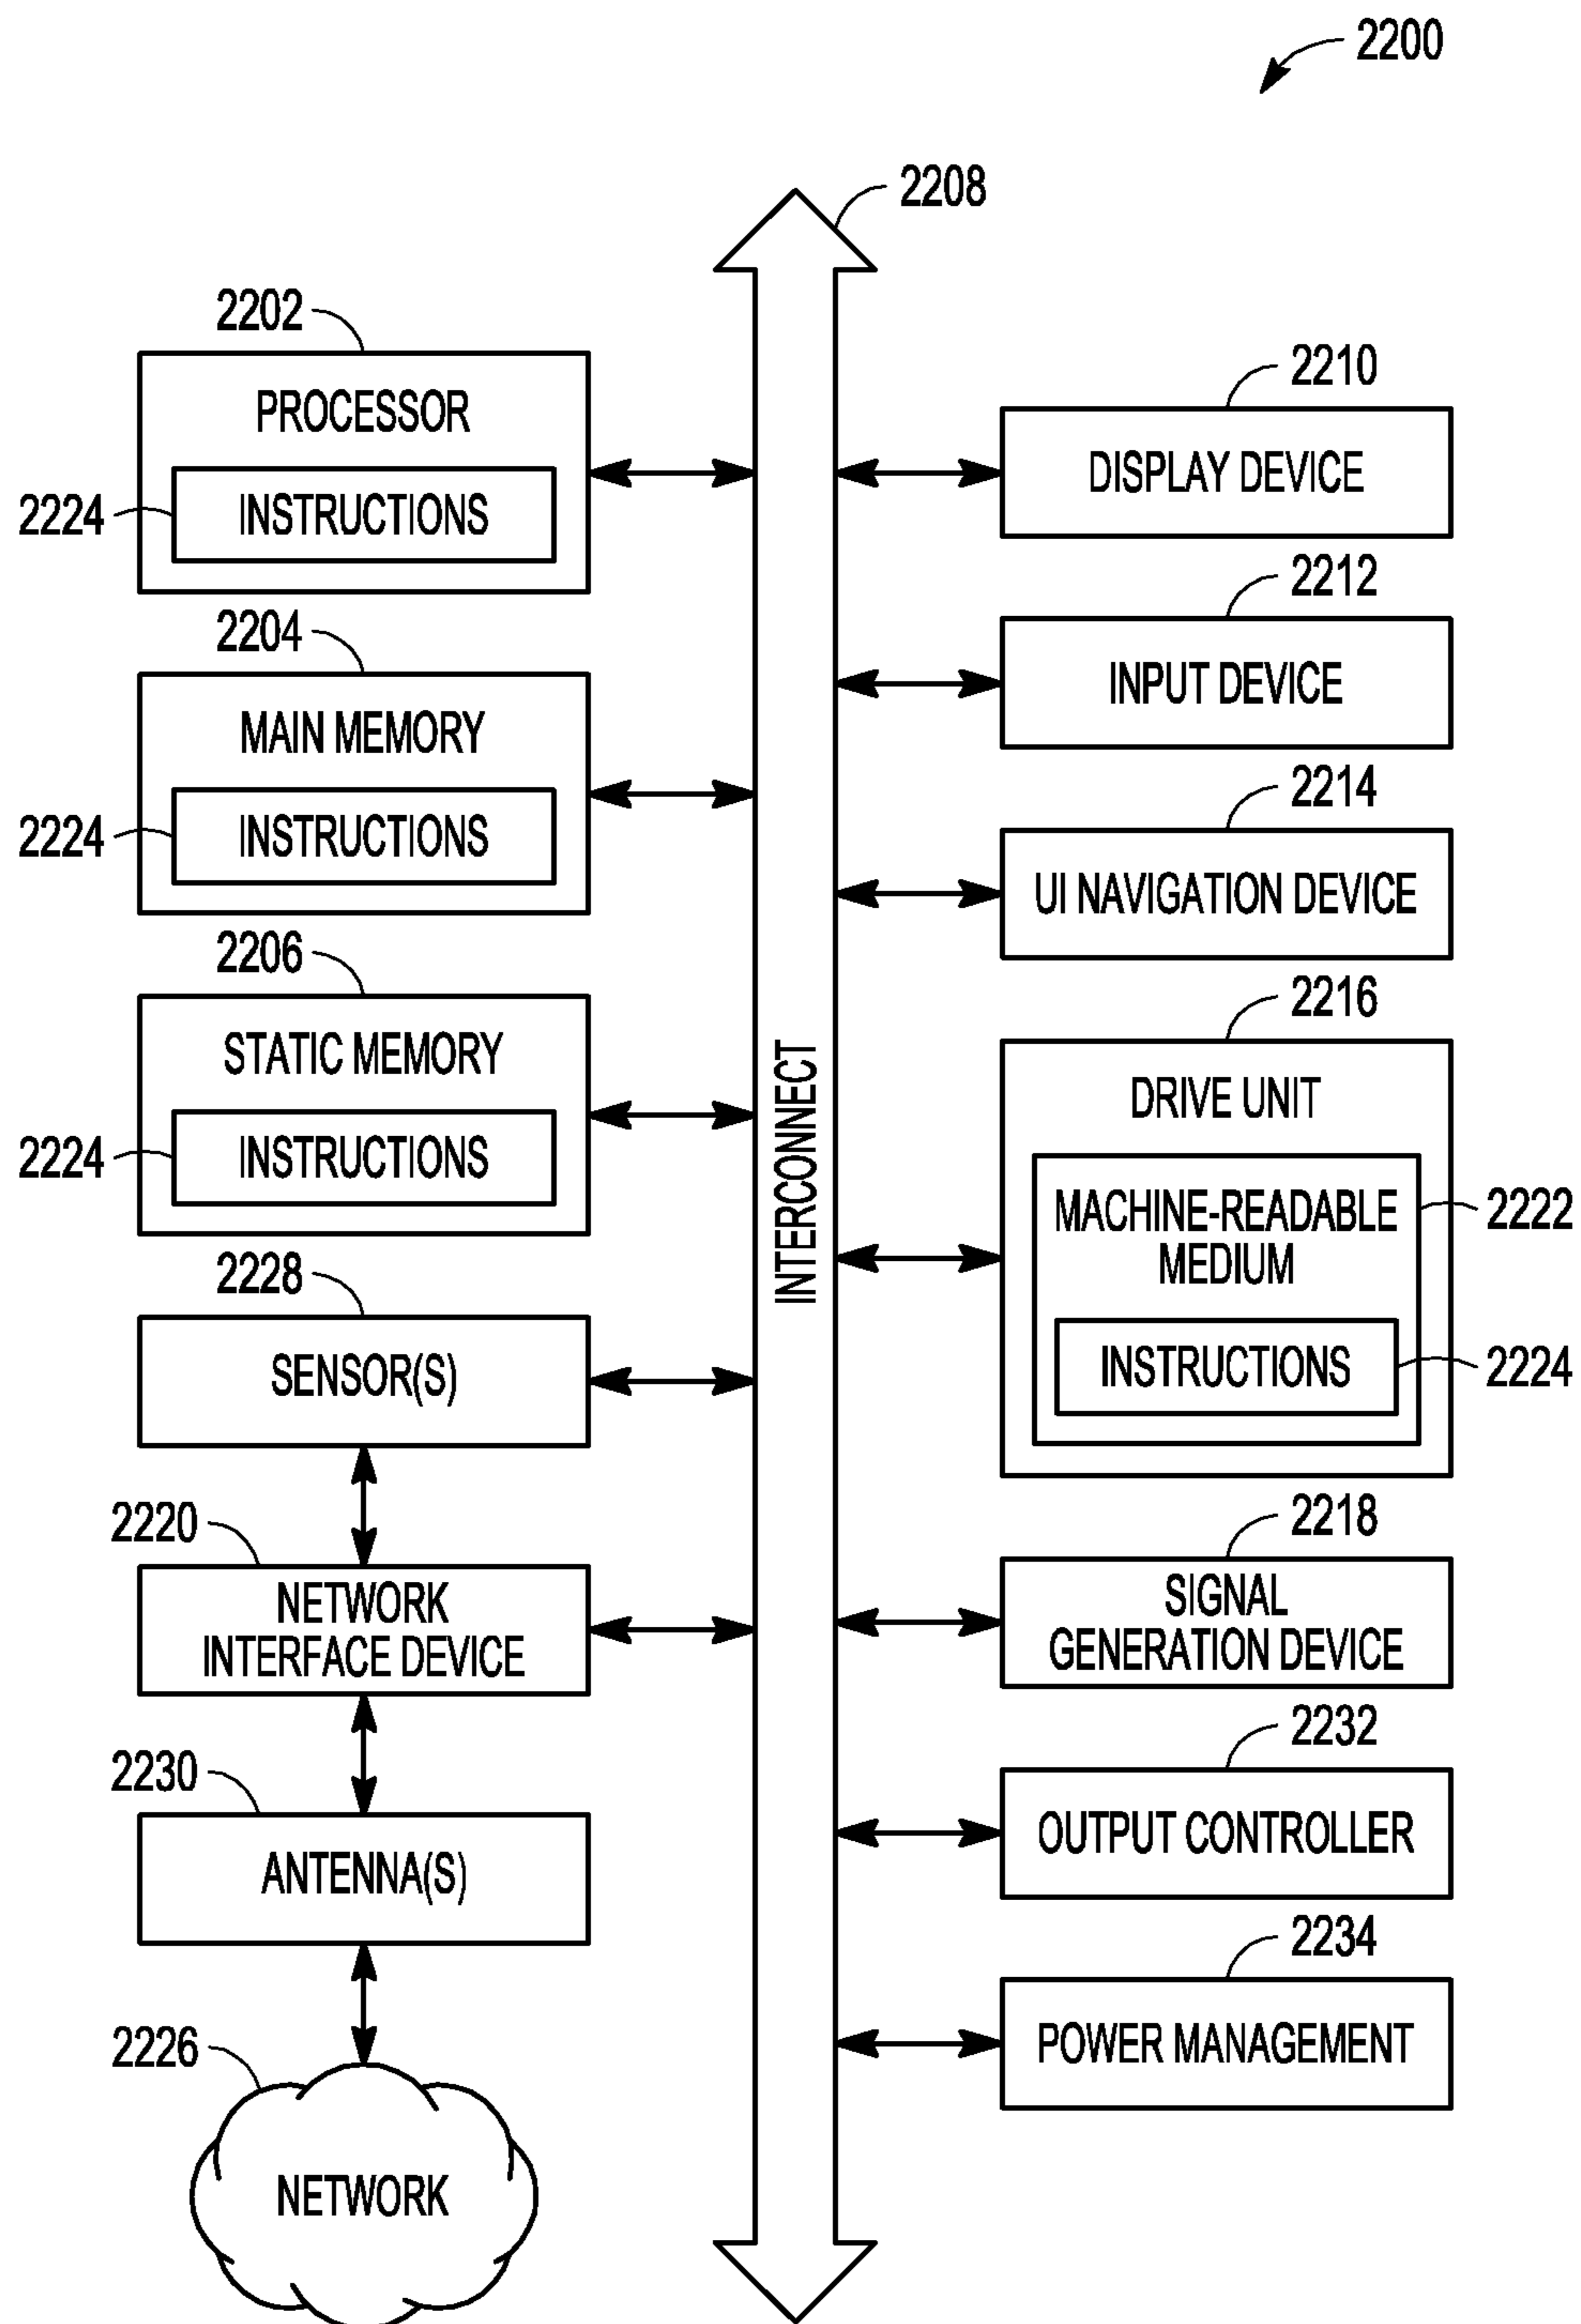 2200
2208
2202
PROCESSOR
2224
INSTRUCTIONS
2204
MAIN MEMORY
2224
INSTRUCTIONS
2206
STATIC MEMORY
2224
INSTRUCTIONS
2228
SENSOR(S)
2220
NETWORK
INTERFACE DEVICE
2230
ANTENNA(S)
2226
NETWORK
INTERCONNECT
2210
DISPLAY DEVICE
2212
INPUT DEVICE
2214
UI NAVIGATION DEVICE
2216
DRIVE UNIT
MACHINE-READABLE
MEDIUM
2222
INSTRUCTIONS
2224
2218
SIGNAL
GENERATION DEVICE
2232
OUTPUT CONTROLLER
2234
POWER MANAGEMENT